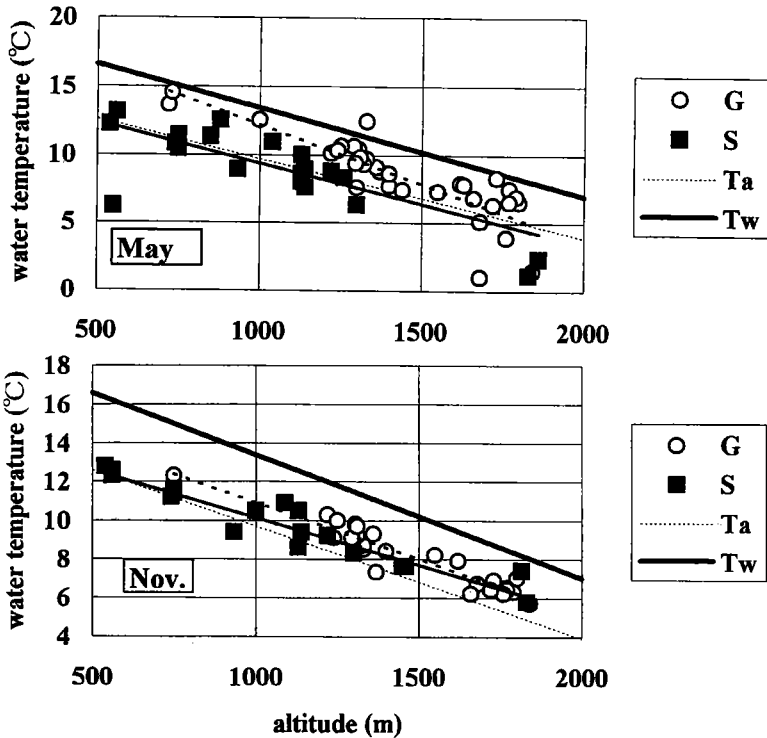 water temperature (℃)
20
15
10
5
0
May
500
1000
1500
2000
G
S
Ta
Tw
water temperature (℃)
18
16
14
12
10
8
6
4
Nov.
500
1000
1500
2000
altitude (m)
G
S
Ta
Tw